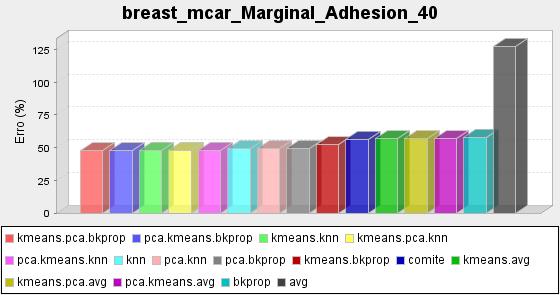 breast_mcar_Marginal_Adhesion_40
Erro (%)
125
100
75
50
25
0
kmeans.pca.bkprop pca.kmeans.bkprop kmeans.knn kmeans.pca.knn
pca.kmeans.knn knn pca.knn pca.bkprop kmeans.bkprop comite kmeans.avg
kmeans.pca.avg pca.kmeans.avg bkprop avg